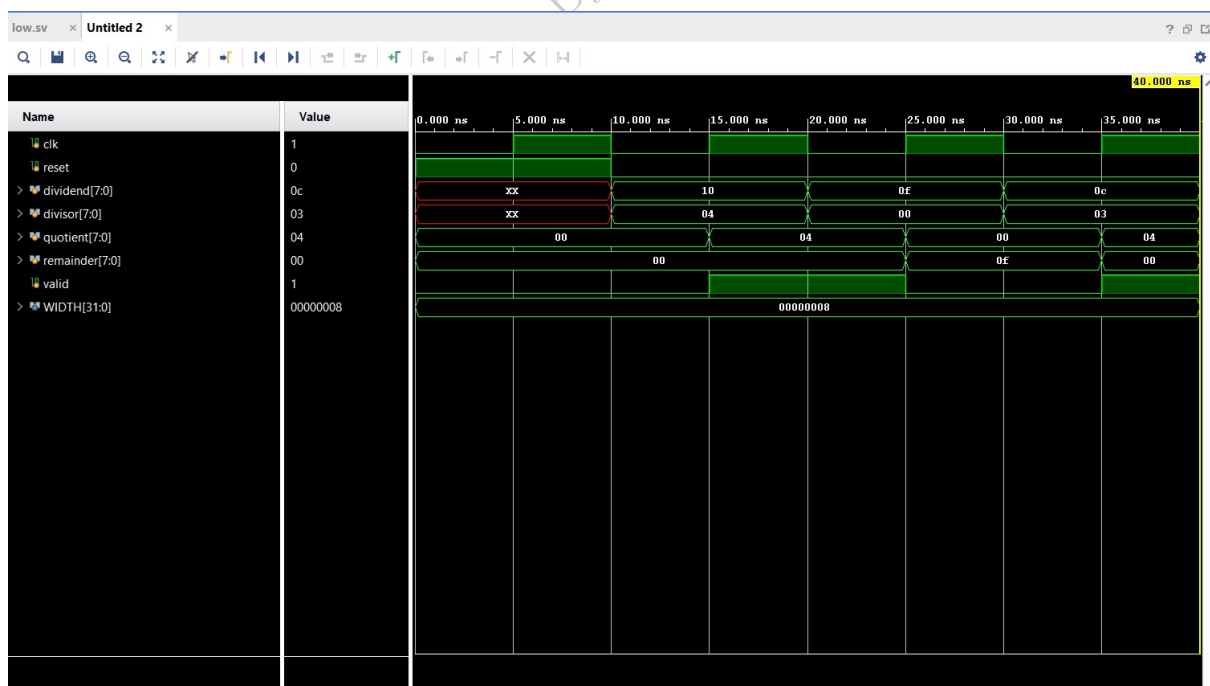 low.sv × Untitled 2 ×
?
40.000 ns
Name Value 0.000 ns 5.000 ns 10.000 ns 15.000 ns 20.000 ns 25.000 ns 30.000 ns 35.000 ns
clk 1
reset 0
> dividend[7:0] 0c XX 10 0f 0c
> divisor[7:0] 03 XX 04 00 03
> quotient[7:0] 04 00 04 00 04
> remainder[7:0] 00 00 0f 00
valid 1
> WIDTH[31:0] 00000008 00000008